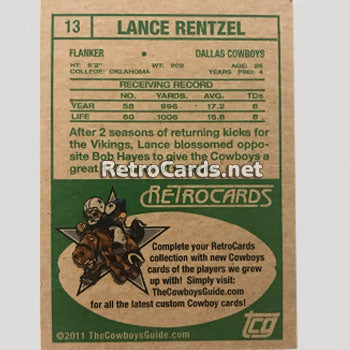 13 LANCE RENTZEL
FLANKER • DALLAS COWBOYS
HT: 6'2" WT: 202 AGE: 26
COLLEGE: OKLAHOMA YEARS PRO: 4
RECEIVING RECORD
NO. YARDS. AVG. TDs
YEAR 58 996 17.2 8
LIFE 60 1006 16.8 8
After 2 seasons of returning kicks for
the Vikings, Lance blossomed oppo-
site Bob Hayes to give the Cowboys a
great
RetroCards.net
RETROCARDS
Complete your RetroCards
collection with new Cowboys
cards of the players we
grew up with! Simply visit:
TheCowboysGuide.com
for all the latest custom Cowboy cards!
©2011 TheCowboysGuide.com
tcg